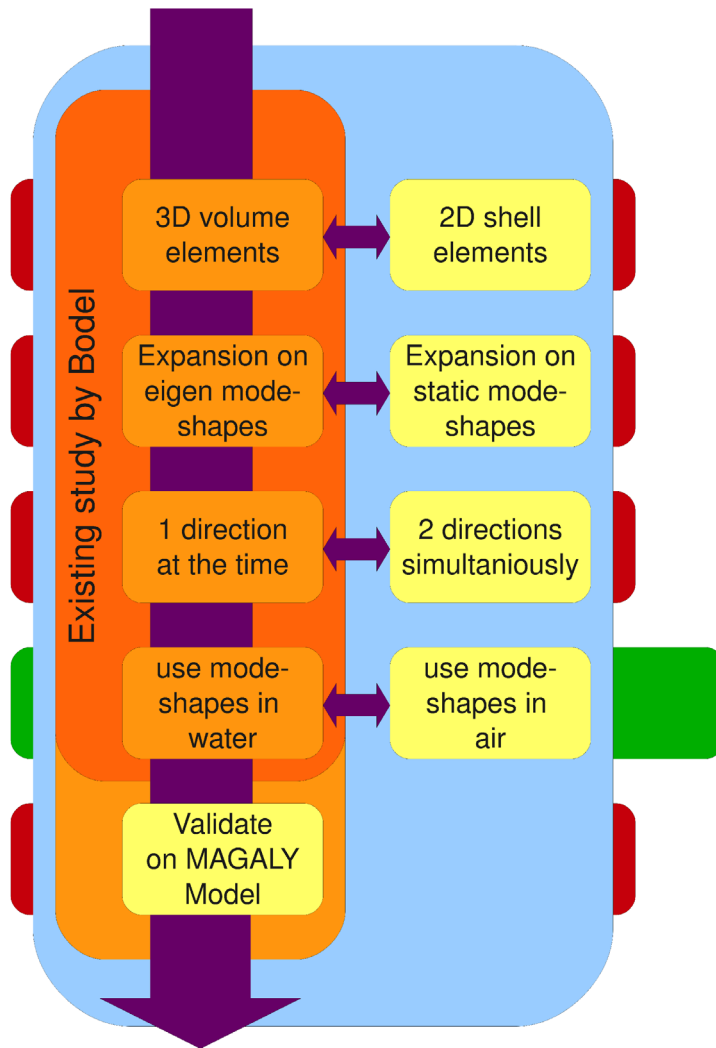 Existing study by Bodel
3D volume
elements
2D shell
elements
Expansion on
eigen mode-
shapes
Expansion on
static mode-
shapes
1 direction
at the time
2 directions
simultaniously
use mode-
shapes in
water
use mode-
shapes in
air
Validate
on MAGALY
Model